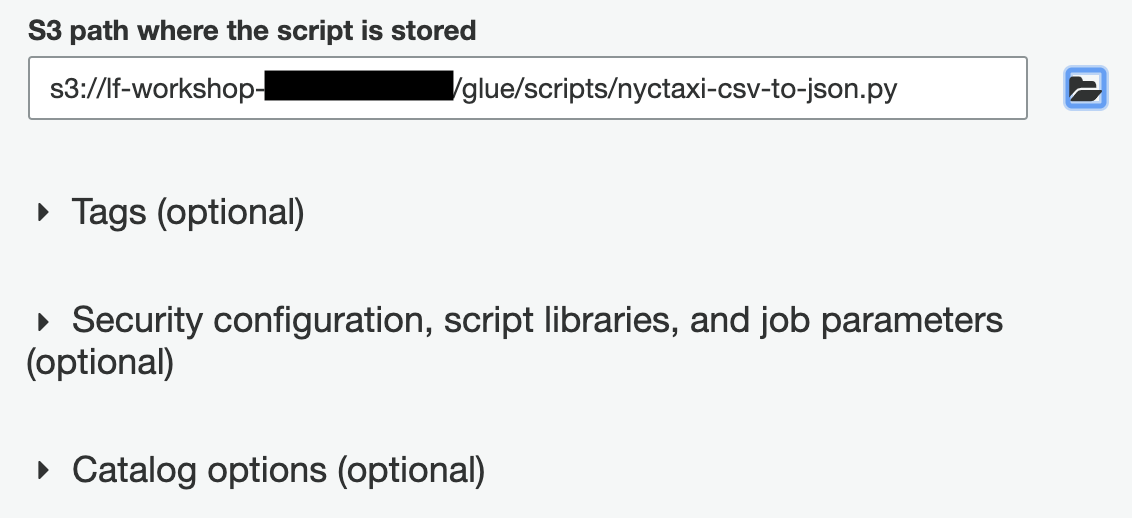 S3 path where the script is stored
s3://lf-workshop-/glue/scripts/nyctaxi-csv-to-json.py
Tags (optional)
Security configuration, script libraries, and job parameters
(optional)
Catalog options (optional)